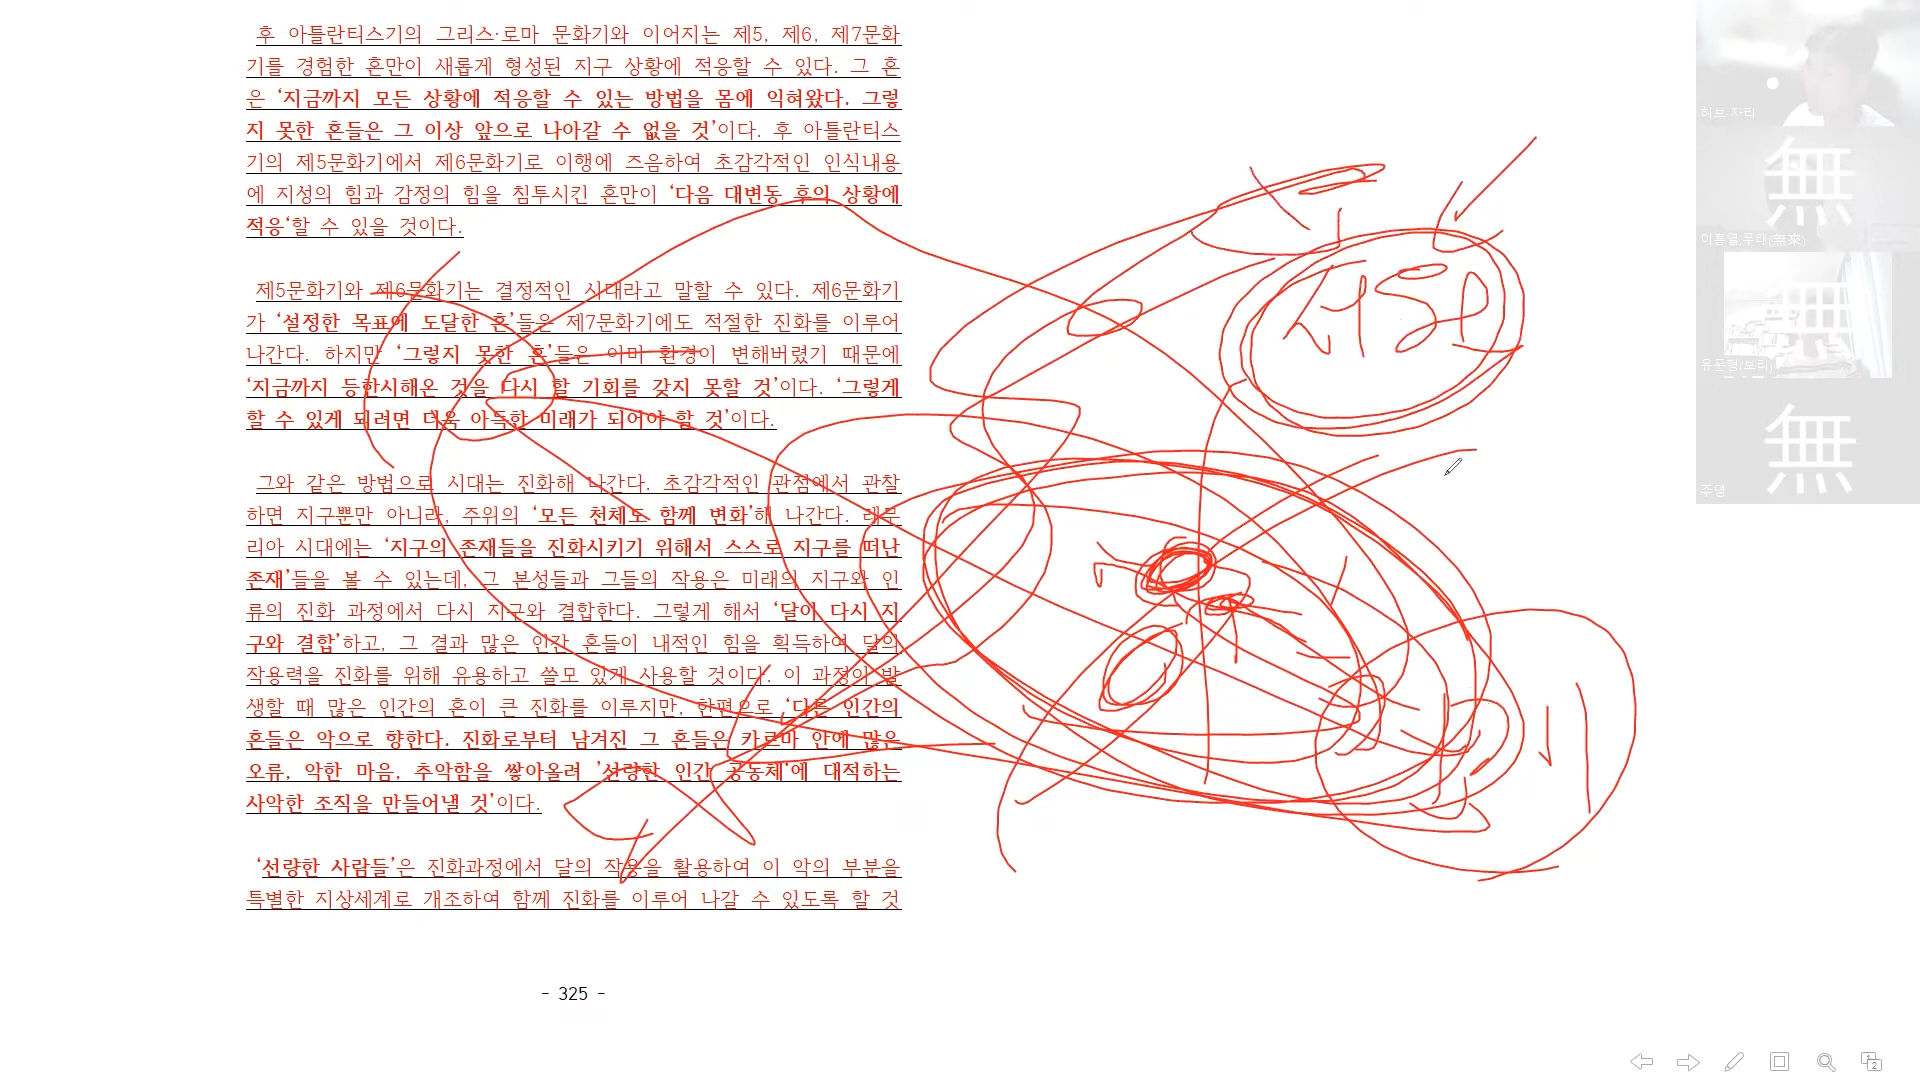 후 아틀란티스기의 그리스·로마 문화기와 이어지는 제5, 제6, 제7문화
기를 경험한 혼만이 새롭게 형성된 지구 상황에 적응할 수 있다. 그 혼
은 ‘지금까지 모든 상황에 적응할 수 있는 방법을 몸에 익혀왔다. 그렇
지 못한 혼들은 그 이상 앞으로 나아갈 수 없을 것’이다. 후 아틀란티스
기의 제5문화기에서 제6문화기로 이행에 즈음하여 초감각적인 인식내용
에 지성의 힘과 감정의 힘을 침투시킨 혼만이 ‘다음 대변동 후의 상황에
적응‘할 수 있을 것이다.
제5문화기와 제6문화기는 결정적인 시대라고 말할 수 있다. 제6문화기
가 ‘설정한 목표에 도달한 혼’들은 제7문화기에도 적절한 진화를 이루어
나간다. 하지만 ‘그렇지 못한 혼’들은 이미 환경이 변해버렸기 때문에
‘지금까지 등한시해온 것을 다시 할 기회를 갖지 못할 것’이다. ‘그렇게
할 수 있게 되려면 더욱 아득한 미래가 되어야 할 것’이다.
그와 같은 방법으로 시대는 진화해 나간다. 초감각적인 관점에서 관찰
하면 지구뿐만 아니라, 주위의 ‘모든 천체도 함께 변화’해 나간다. 레무
리아 시대에는 ‘지구의 존재들을 진화시키기 위해서 스스로 지구를 떠난
존재’들을 볼 수 있는데, 그 본성들과 그들의 작용은 미래의 지구와 인
류의 진화 과정에서 다시 지구와 결합한다. 그렇게 해서 ‘달이 다시 지
구와 결합’하고, 그 결과 많은 인간 혼들이 내적인 힘을 획득하여 달의
작용력을 진화를 위해 유용하고 쓸모 있게 사용할 것이다. 이 과정이 발
생할 때 많은 인간의 혼이 큰 진화를 이루지만, 한편으로 ‘다른 인간의
혼들은 악으로 향한다. 진화로부터 남겨진 그 혼들은 카르마 안에 많은
오류, 악한 마음, 추악함을 쌓아올려 ’선량한 인간 공동체‘에 대적하는
사악한 조직을 만들어낼 것’이다.
‘선량한 사람들’은 진화과정에서 달의 작용을 활용하여 이 악의 부분을
특별한 지상세계로 개조하여 함께 진화를 이루어 나갈 수 있도록 할 것
- 325 -
허브 자리
無
이홍열,무래(無來)
無
유문형(보리)
無
주영